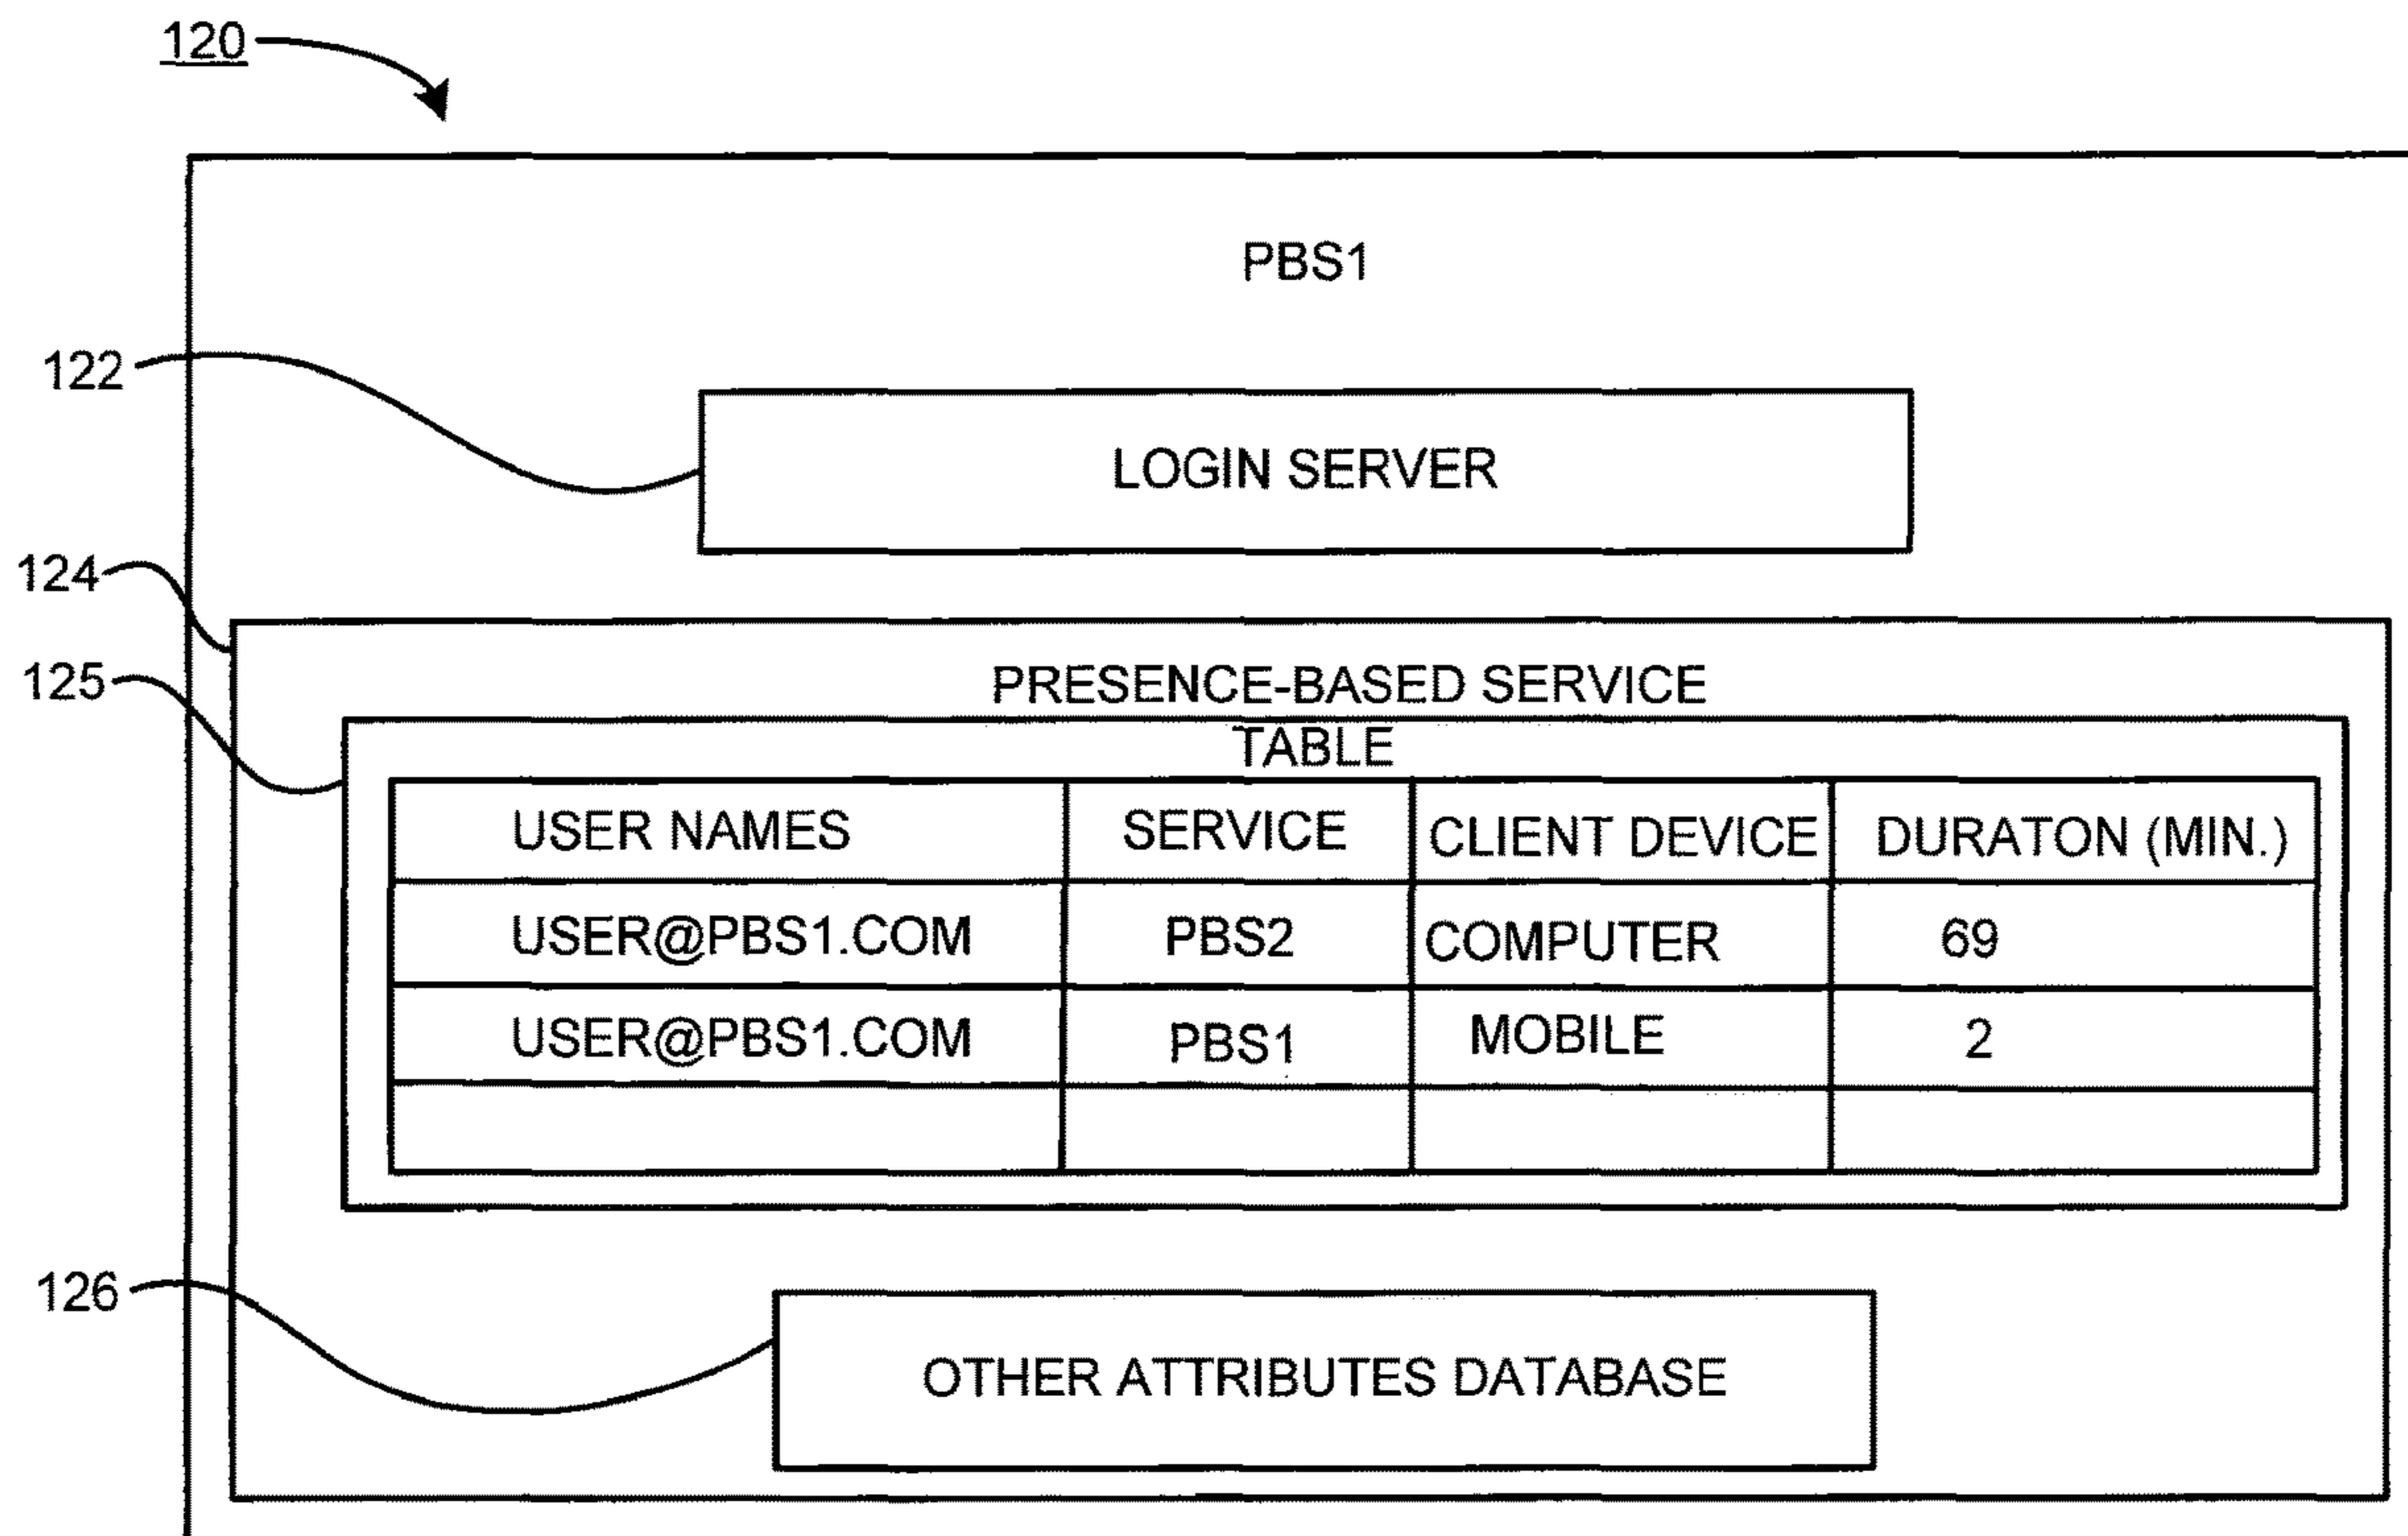 120
PBS1
122
LOGIN SERVER
124
PRESENCE-BASED SERVICE
125
TABLE
USER NAMES SERVICE CLIENT DEVICE DURATON (MIN.)
USER@PBS1.COM PBS2 COMPUTER 69
USER@PBS1.COM PBS1 MOBILE 2
126
OTHER ATTRIBUTES DATABASE